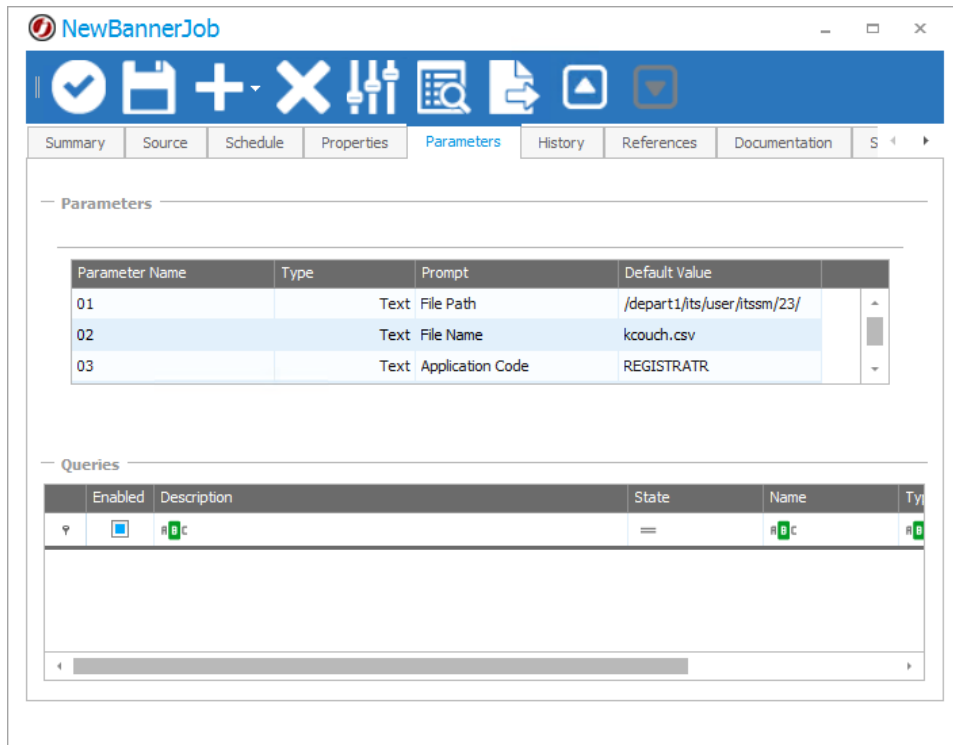 NewBannerJob
Summary Source Schedule Properties Parameters History References Documentation S
Parameters
Parameter Name Type Prompt Default Value
01 Text File Path /depart1/its/user/itssm/23/
02 Text File Name kcouch.csv
03 Text Application Code REGISTRATR
Queries
Enabled Description State Name Typ
ABC ABC AB